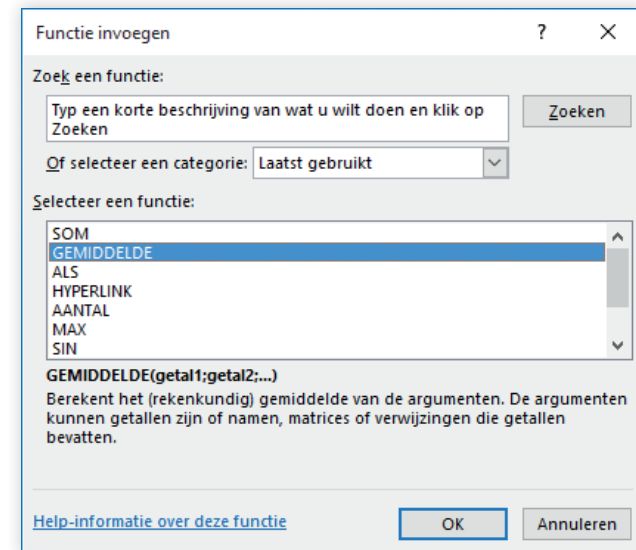 Functie invoegen ? ×
Zoek een functie:
Typ een korte beschrijving van wat u wilt doen en klik op
Zoeken
Zoeken
Of selecteer een categorie: Laatst gebruikt
Selecteer een functie:
SOM
GEMIDDELDE
ALS
HYPERLINK
AANTAL
MAX
SIN
GEMIDDELDE(getal1;getal2;...)
Berekent het (rekenkundig) gemiddelde van de argumenten. De argumenten
kunnen getallen zijn of namen, matrices of verwijzingen die getallen
bevatten.
Help-informatie over deze functie
OK
Annuleren